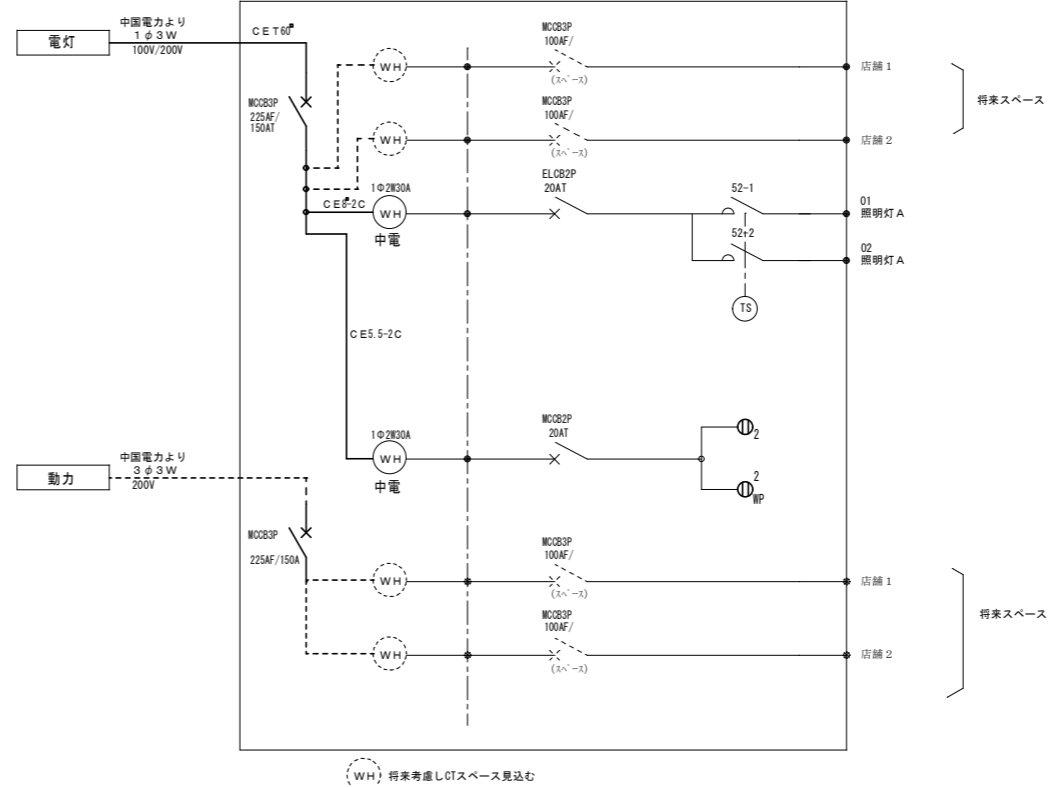 電灯
中国電力より
1φ3W
100V/200V
CET60°
MCCB3P
225AF/
150AT
WH
MCCB3P
100AF/
(スペース)
店舗1
WH
MCCB3P
100AF/
(スペース)
店舗2
将来スペース
CE8°-2C
1Φ2W30A
WH
中電
ELCB2P
20AT
52-1
01
照明灯A
52-2
02
照明灯A
TS
CE5.5-2C
1Φ2W30A
WH
中電
MCCB2P
20AT
2
2
WP
動力
中国電力より
3φ3W
200V
MCCB3P
225AF/150A
WH
MCCB3P
100AF/
(スペース)
店舗1
WH
MCCB3P
100AF/
(スペース)
店舗2
将来スペース
WH 将来考慮しCTスペース見込む